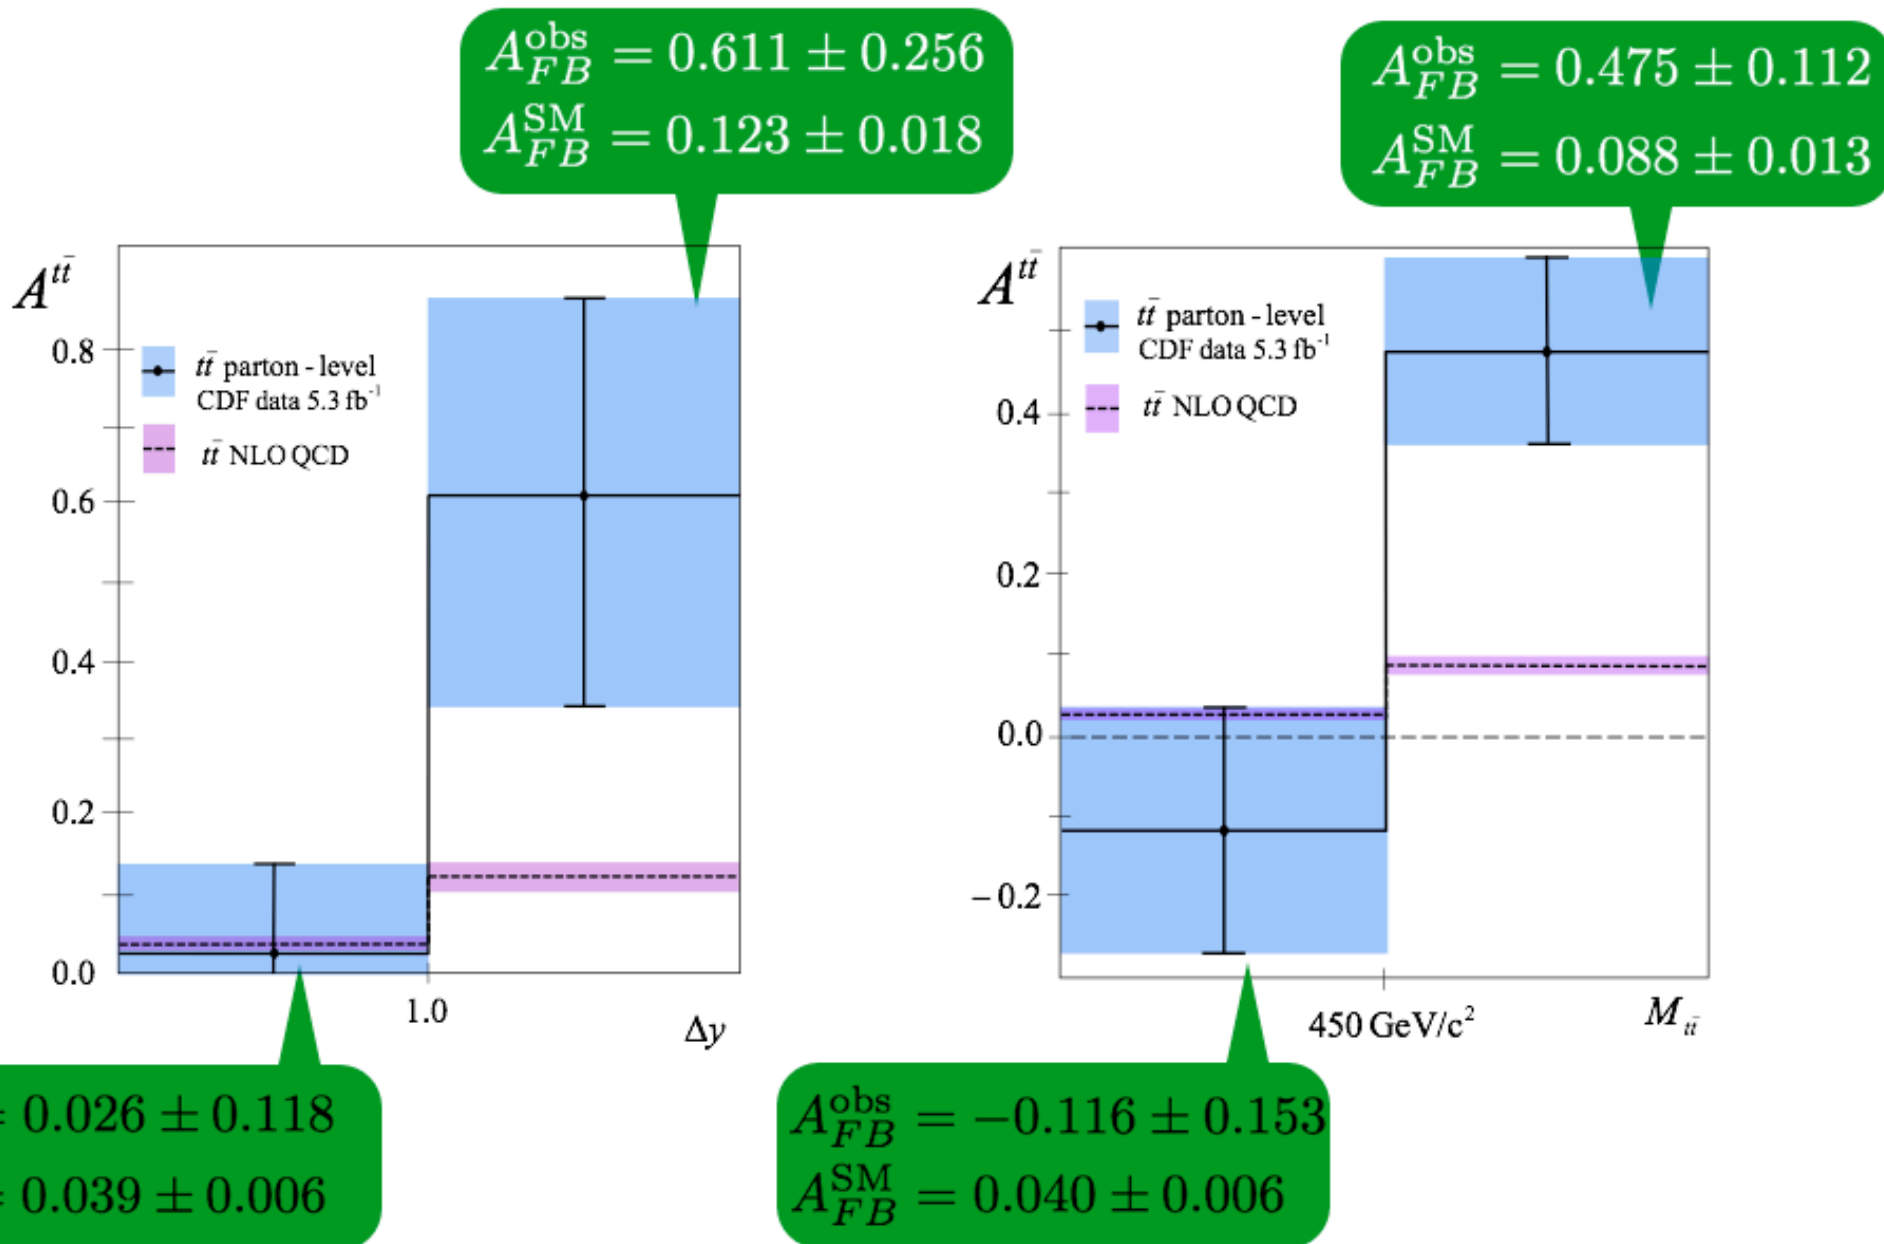 A_{FB}^{obs} = 0.611 ± 0.256
A_{FB}^{SM} = 0.123 ± 0.018
A_{FB}^{obs} = 0.475 ± 0.112
A_{FB}^{SM} = 0.088 ± 0.013
A^{tt̄}
0.8
0.6
0.4
0.2
0.0
tt̄ parton - level
CDF data 5.3 fb⁻¹
tt̄ NLO QCD
1.0
Δy
A^{tt̄}
0.4
0.2
0.0
−0.2
tt̄ parton - level
CDF data 5.3 fb⁻¹
tt̄ NLO QCD
450 GeV/c²
M_{tt̄}
= 0.026 ± 0.118
= 0.039 ± 0.006
A_{FB}^{obs} = −0.116 ± 0.153
A_{FB}^{SM} = 0.040 ± 0.006